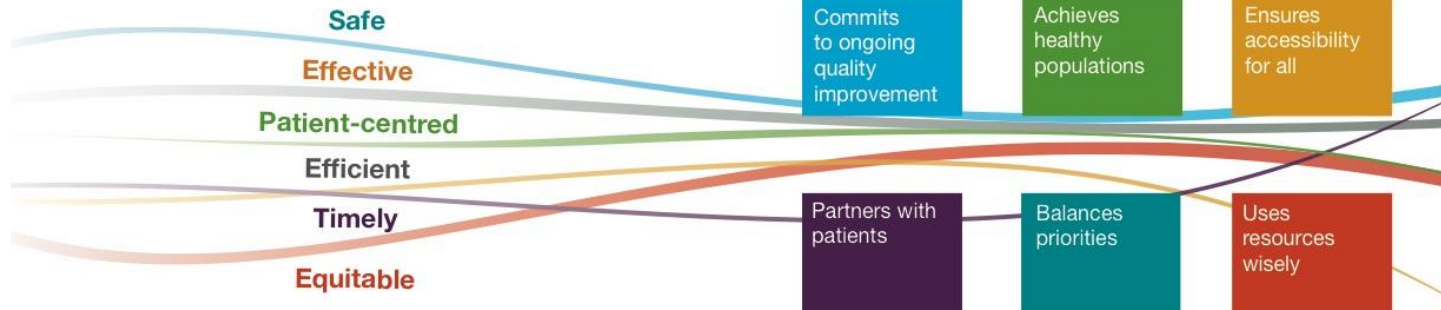 Safe
Effective
Patient-centred
Efficient
Timely
Equitable
Commits
to ongoing
quality
improvement
Achieves
healthy
populations
Ensures
accessibility
for all
Partners with
patients
Balances
priorities
Uses
resources
wisely